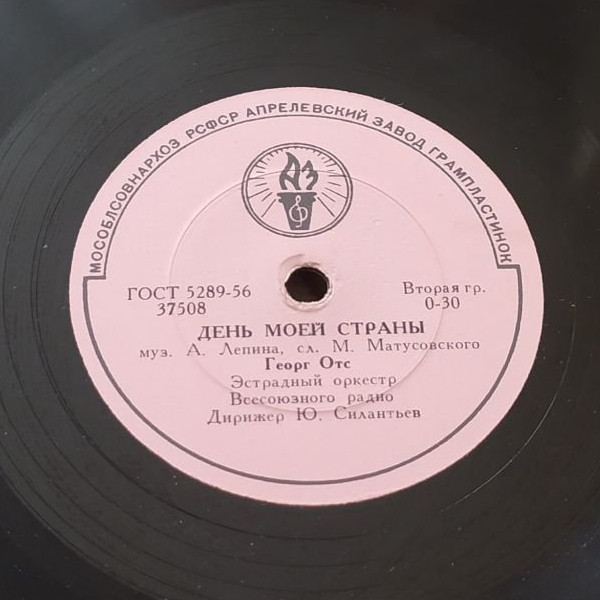 МОСОБЛСОВНАРХОЗ РСФСР АПРЕЛЕВСКИЙ ЗАВОД ГРАМПЛАСТИНОК
АЗ
ГОСТ 5289-56
37508
Вторая гр.
0-30
ДЕНЬ МОЕЙ СТРАНЫ
муз. А. Лепина, сл. М. Матусовского
Георг Отс
Эстрадный оркестр
Всесоюзного радио
Дирижер Ю. Силантьев